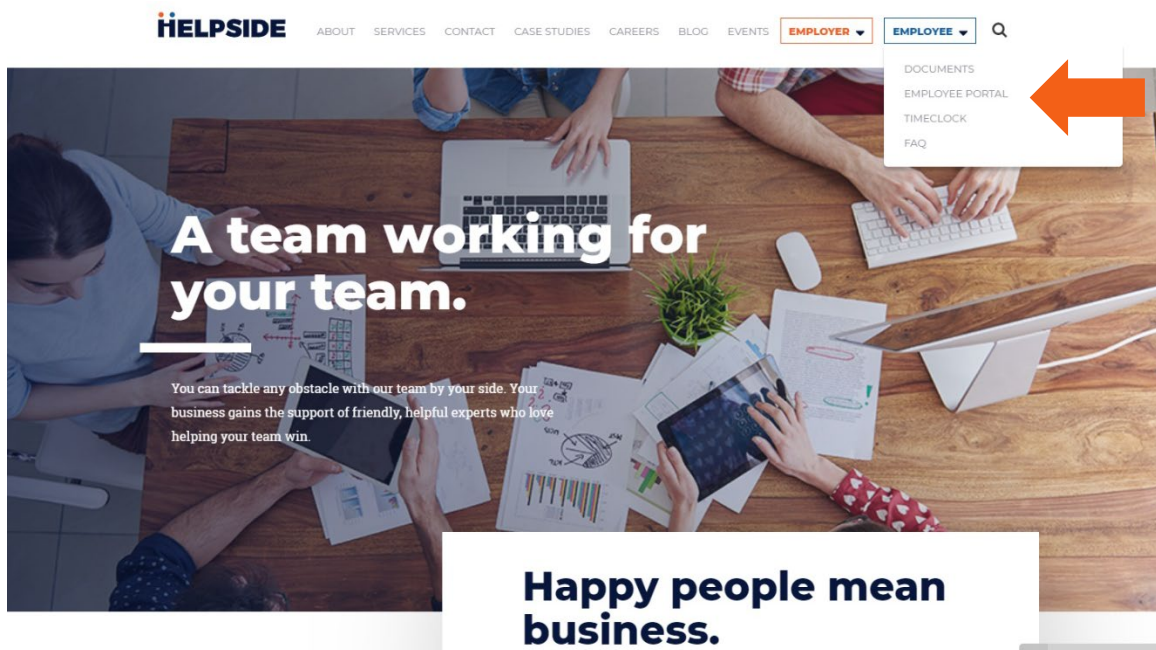 HELPSIDE
ABOUT SERVICES CONTACT CASE STUDIES CAREERS BLOG EVENTS EMPLOYER EMPLOYEE
DOCUMENTS
EMPLOYEE PORTAL
TIMECLOCK
FAQ
A team working for
your team.
You can tackle any obstacle with our team by your side. Your
business gains the support of friendly, helpful experts who love
helping your team win.
Happy people mean
business.